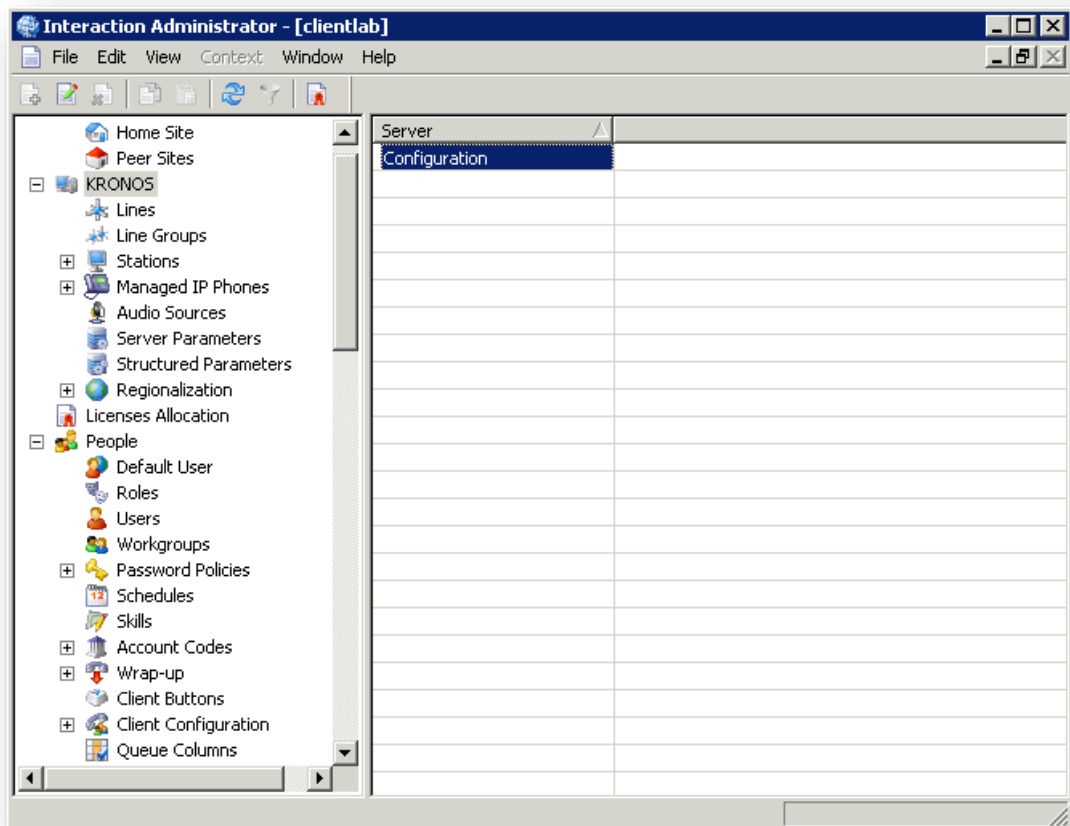 Interaction Administrator - [clientlab]
File Edit View Context Window Help
Home Site
Peer Sites
KRONOS
Lines
Line Groups
Stations
Managed IP Phones
Audio Sources
Server Parameters
Structured Parameters
Regionalization
Licenses Allocation
People
Default User
Roles
Users
Workgroups
Password Policies
12
Schedules
Skills
Account Codes
Wrap-up
Client Buttons
Client Configuration
Queue Columns
Server
Configuration